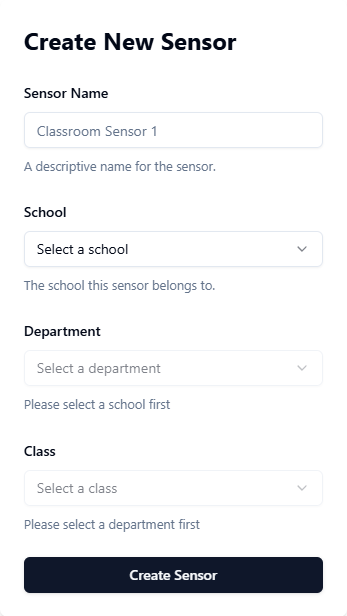 Create New Sensor
Sensor Name
Classroom Sensor 1
A descriptive name for the sensor.
School
Select a school
The school this sensor belongs to.
Department
Select a department
Please select a school first
Class
Select a class
Please select a department first
Create Sensor